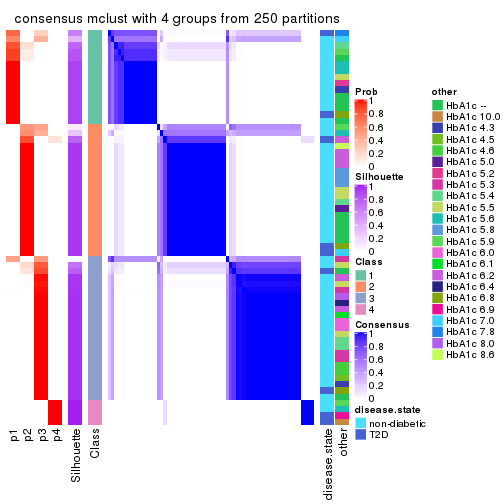 consensus mclust with 4 groups from 250 partitions
p1
p2
p3
p4
Silhouette
Class
disease.state
other
Prob
1
0.8
0.6
0.4
0.2
0
Silhouette
1
0.8
0.6
0.4
0.2
0
Class
1
2
3
4
Consensus
1
0.8
0.6
0.4
0.2
0
disease.state
non-diabetic
T2D
other
HbA1c --
HbA1c 10.0
HbA1c 4.3
HbA1c 4.5
HbA1c 4.6
HbA1c 5.0
HbA1c 5.2
HbA1c 5.3
HbA1c 5.4
HbA1c 5.5
HbA1c 5.6
HbA1c 5.8
HbA1c 5.9
HbA1c 6.0
HbA1c 6.1
HbA1c 6.2
HbA1c 6.4
HbA1c 6.8
HbA1c 6.9
HbA1c 7.0
HbA1c 7.8
HbA1c 8.0
HbA1c 8.6